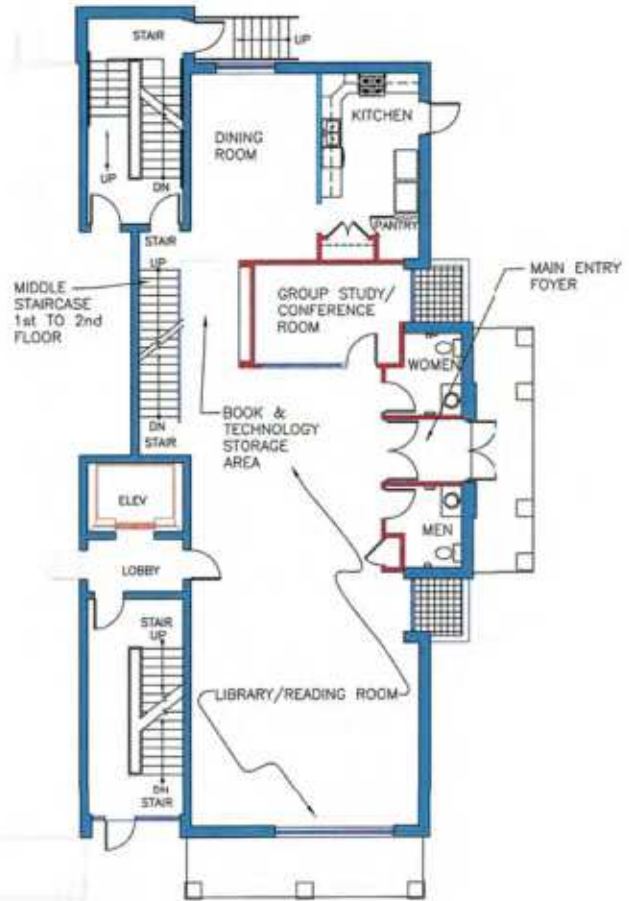 STAIR
UP
KITCHEN
DINING
ROOM
UP
DN
PANTRY
STAIR
UP
MIDDLE
STAIRCASE
1st TO 2nd
FLOOR
MAIN ENTRY
FOYER
GROUP STUDY/
CONFERENCE
ROOM
WOMEN
BOOK &
TECHNOLOGY
STORAGE
AREA
DN
STAIR
ELEV
MEN
LOBBY
STAIR
UP
LIBRARY/READING ROOM
DN
STAIR